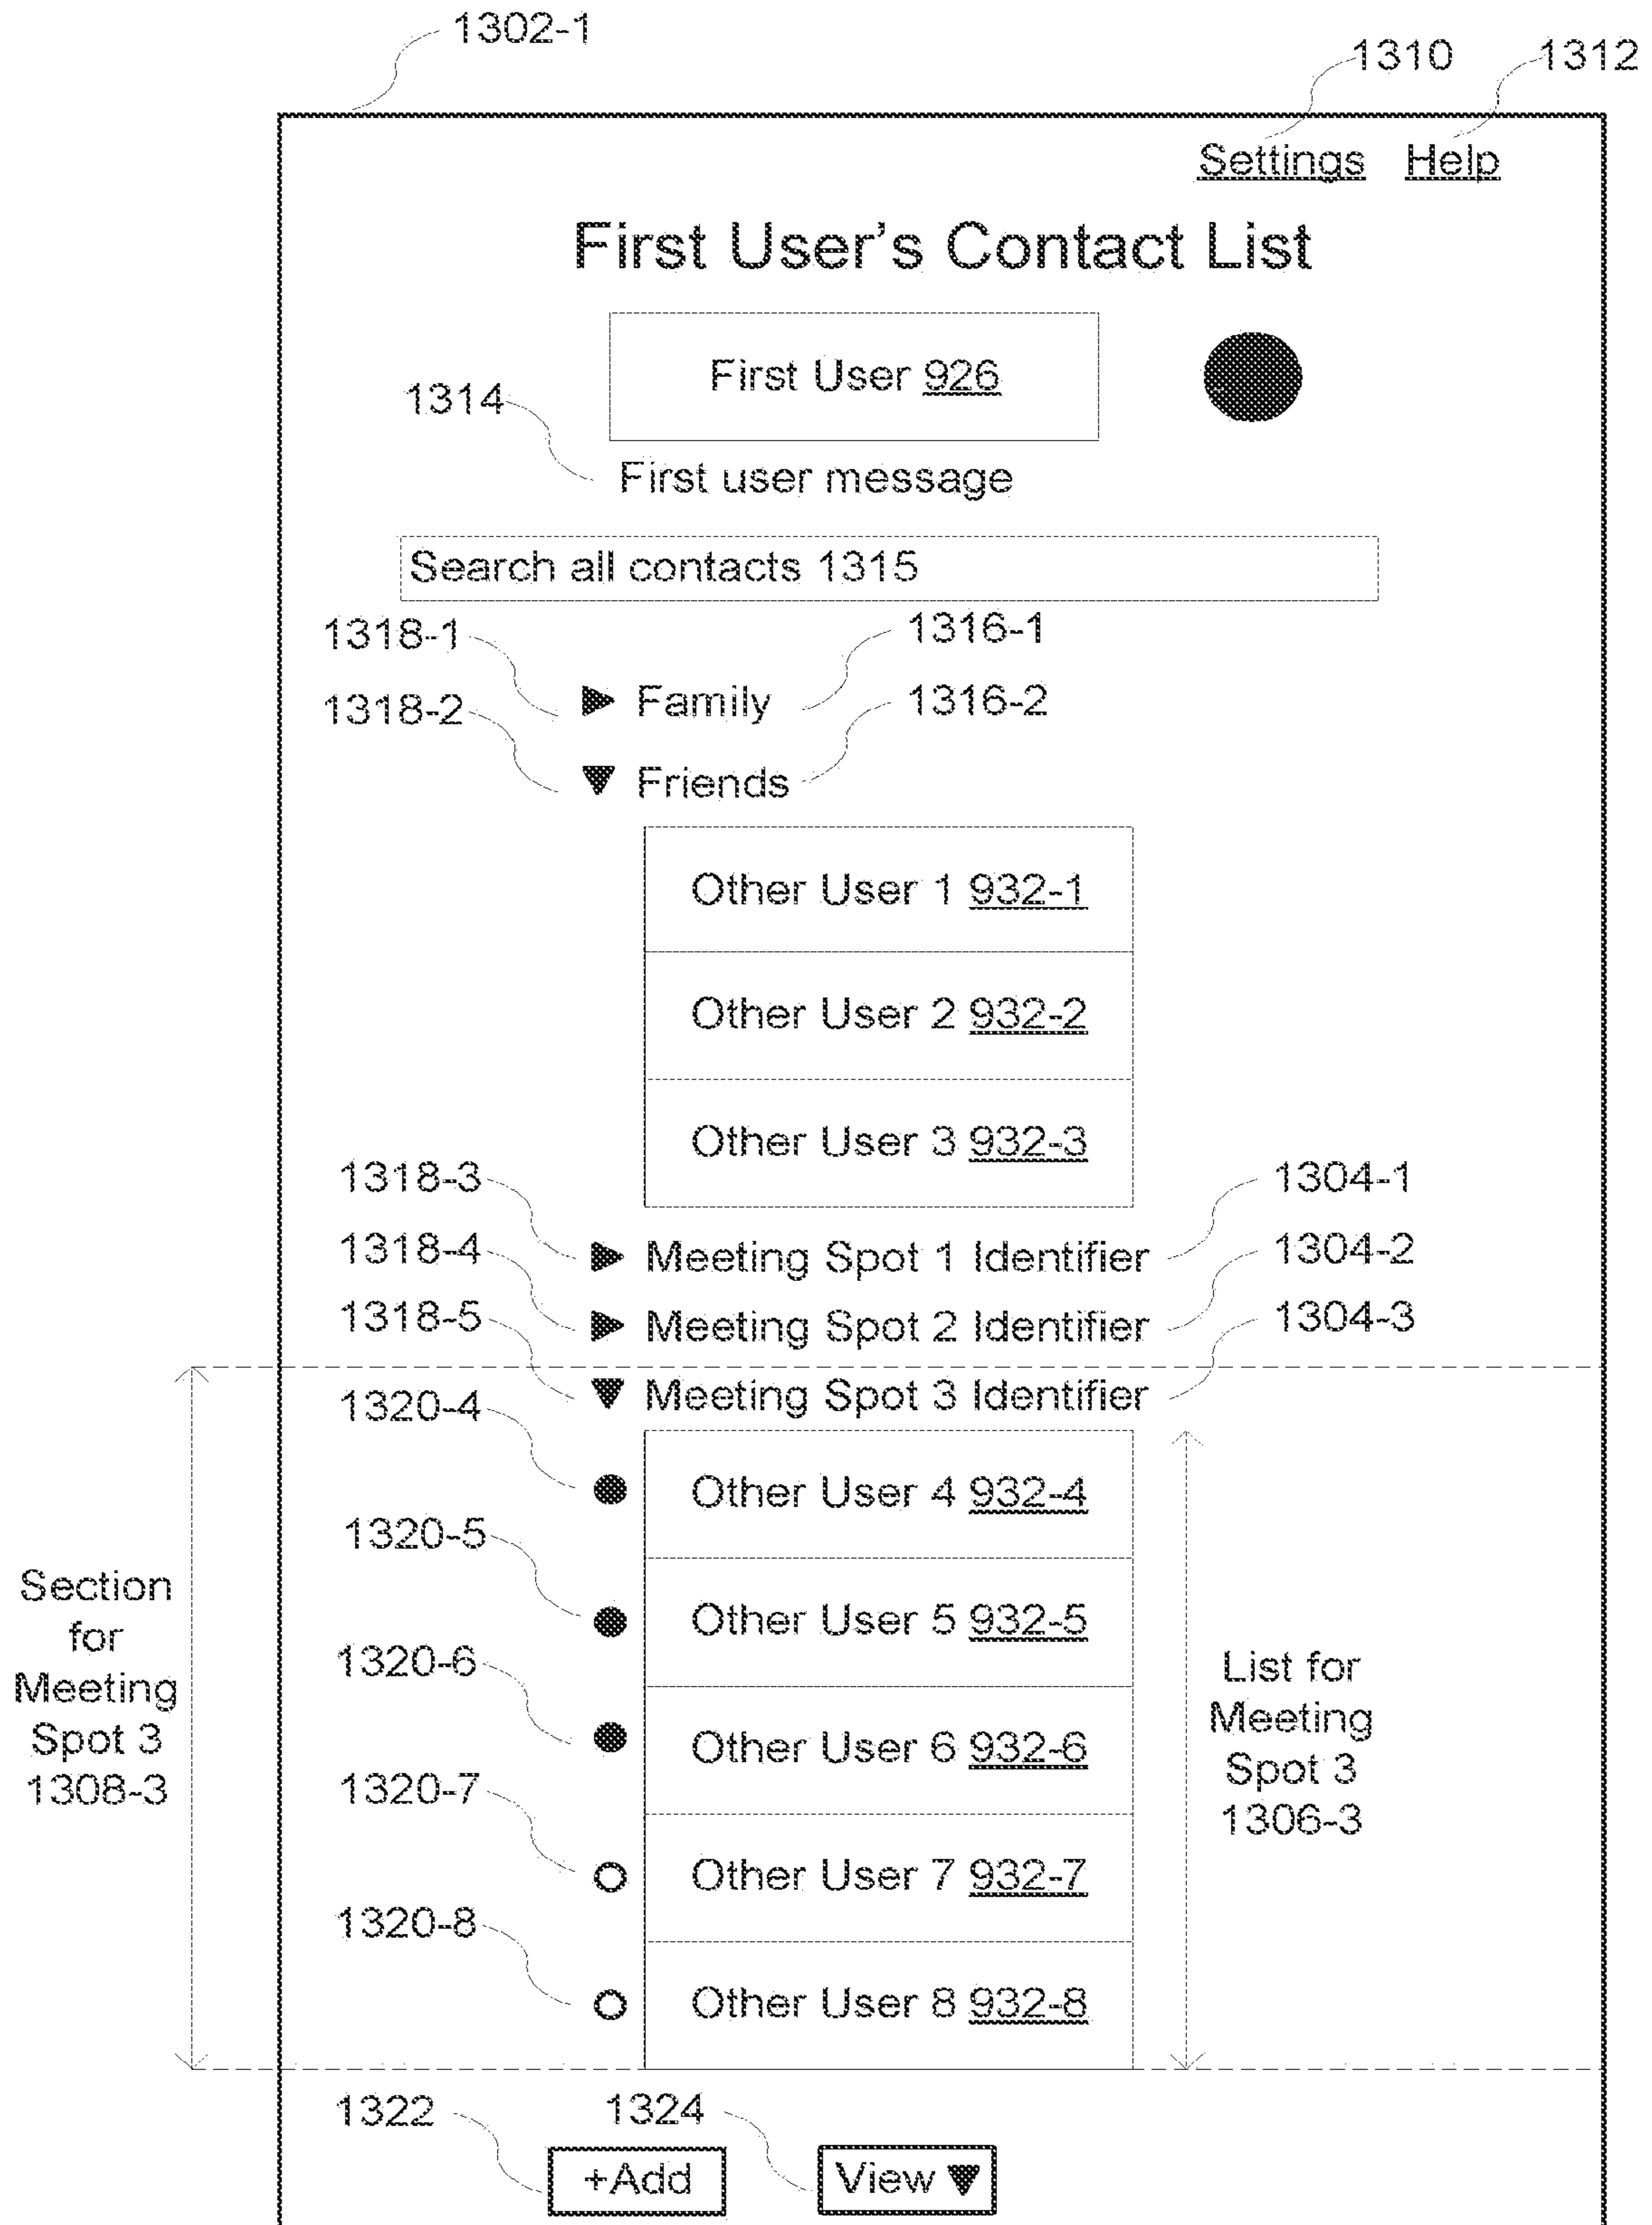 1302-1
1310
1312
Settings Help
First User's Contact List
First User 926
1314
First user message
Search all contacts 1315
1318-1
1316-1
Family
1318-2
1316-2
Friends
Other User 1 932-1
Other User 2 932-2
Other User 3 932-3
1318-3
1304-1
Meeting Spot 1 Identifier
1318-4
1304-2
Meeting Spot 2 Identifier
1318-5
1304-3
Meeting Spot 3 Identifier
1320-4
Other User 4 932-4
1320-5
Other User 5 932-5
1320-6
Other User 6 932-6
1320-7
Other User 7 932-7
1320-8
Other User 8 932-8
Section
for
Meeting
Spot 3
1308-3
List for
Meeting
Spot 3
1306-3
1322
1324
+Add
View